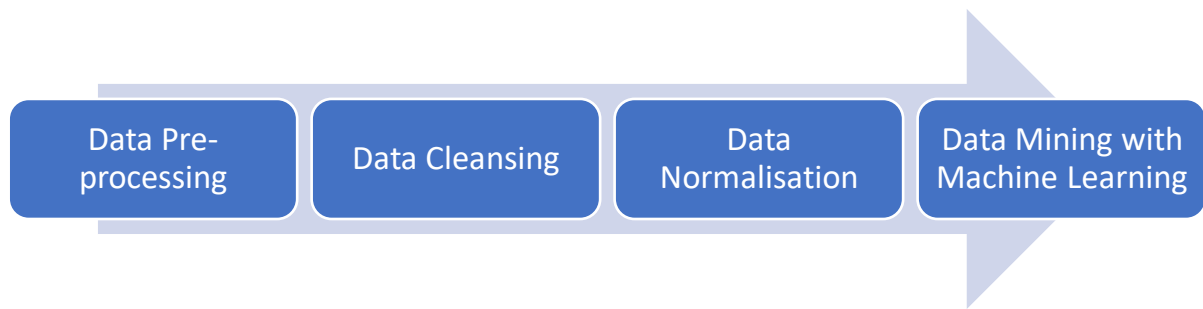 Data Pre-
processing
Data Cleansing
Data
Normalisation
Data Mining with
Machine Learning